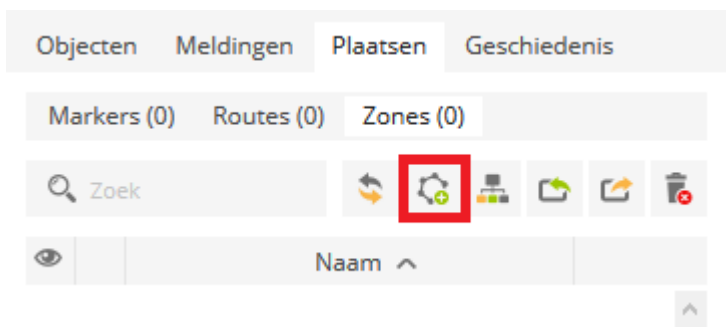 Objecten Meldingen Plaatsen Geschiedenis
Markers (0) Routes (0) Zones (0)
Zoek
Naam